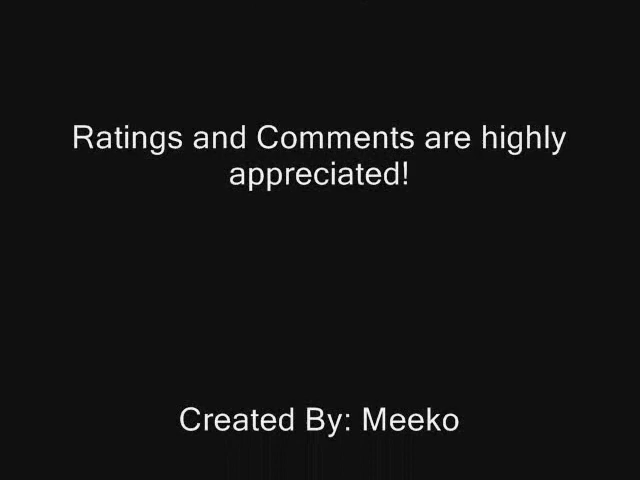 Ratings and Comments are highly
appreciated!
Created By: Meeko